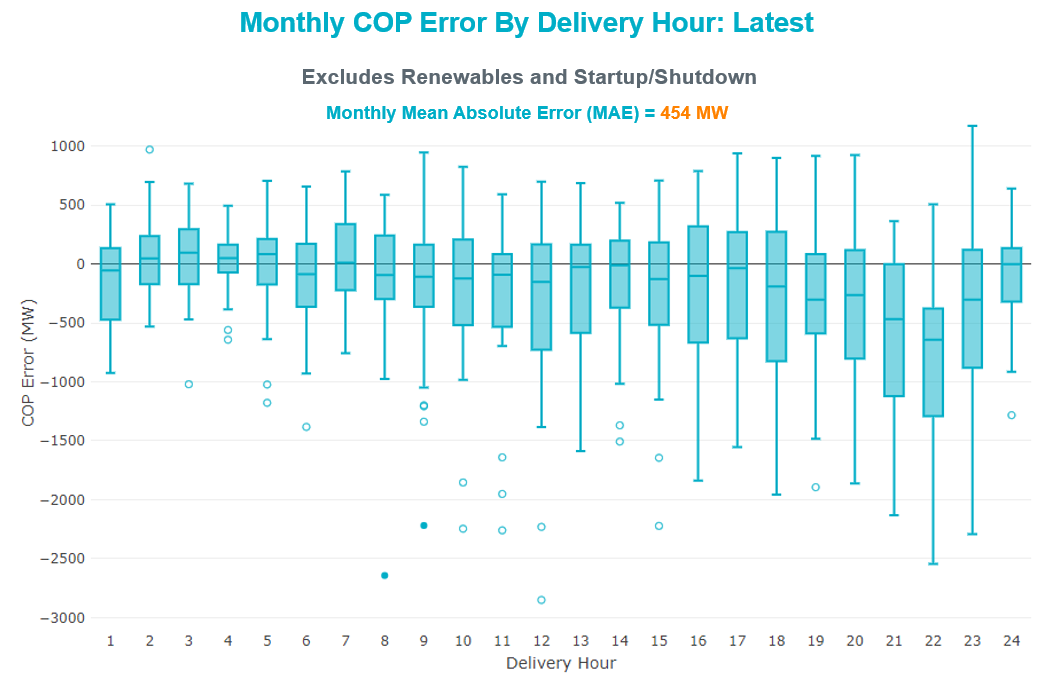 Monthly COP Error By Delivery Hour: Latest
Excludes Renewables and Startup/Shutdown
Monthly Mean Absolute Error (MAE) = 454 MW
1000
500
0
−500
−1000
−1500
−2000
−2500
−3000
COP Error (MW)
1 2 3 4 5 6 7 8 9 10 11 12 13 14 15 16 17 18 19 20 21 22 23 24
Delivery Hour